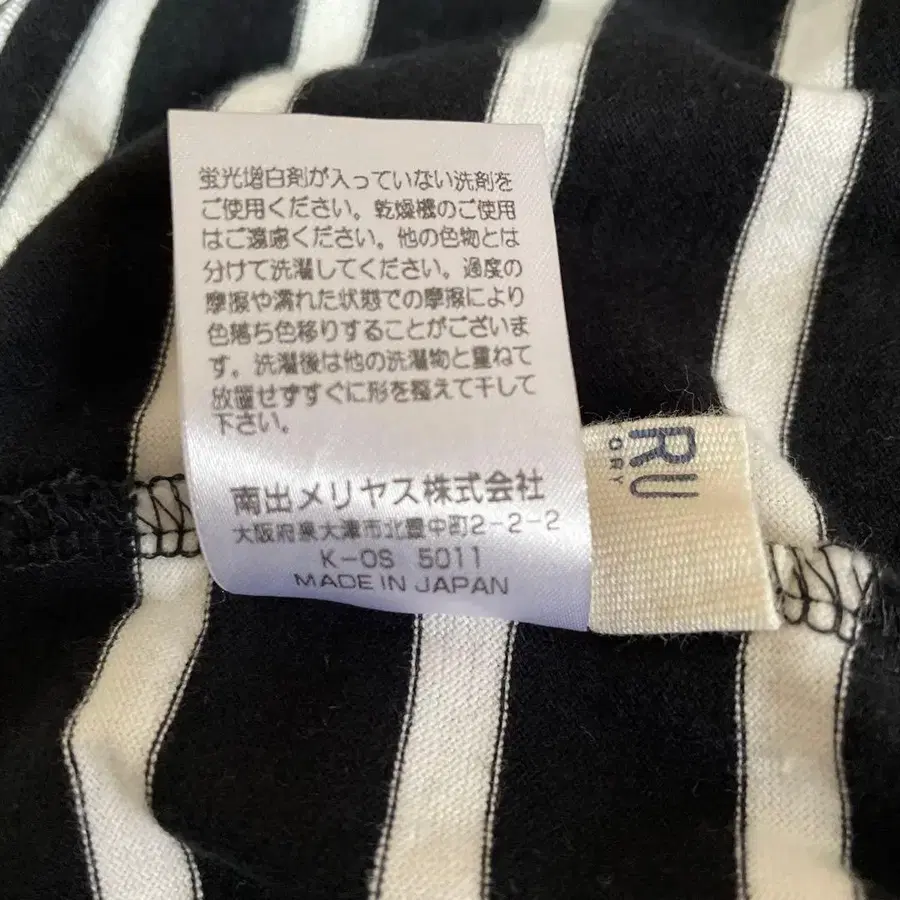 蛍光増白剤が入っていない洗剤を
ご使用ください。乾燥機のご使用
はご遠慮ください。他の色物とは
分けて洗濯してください。過度の
摩擦や濡れた状態での摩擦により
色落ち色移りすることがございま
す。洗濯後は他の洗濯物と重ねて
放置せずすぐに形を整えて干して
下さい。
南出メリヤス株式会社
大阪府泉大津市北豊中町2-2-2
K-OS 5011
MADE IN JAPAN
RU
ORY